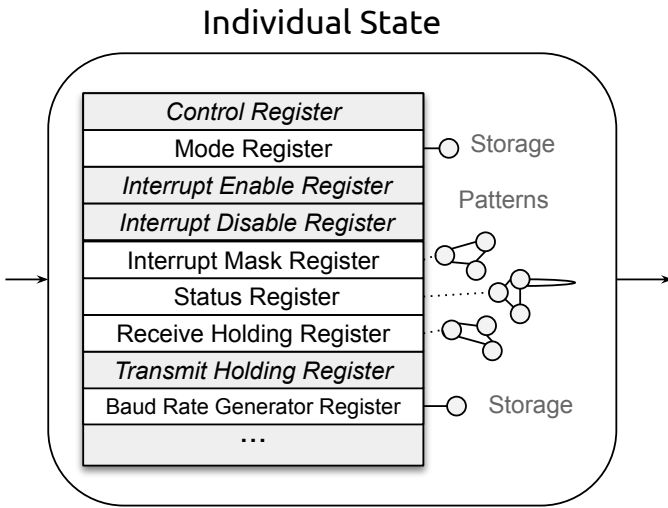 Individual State
Control Register
Mode Register
Storage
Interrupt Enable Register
Patterns
Interrupt Disable Register
Interrupt Mask Register
Status Register
Receive Holding Register
Transmit Holding Register
Baud Rate Generator Register
Storage
...